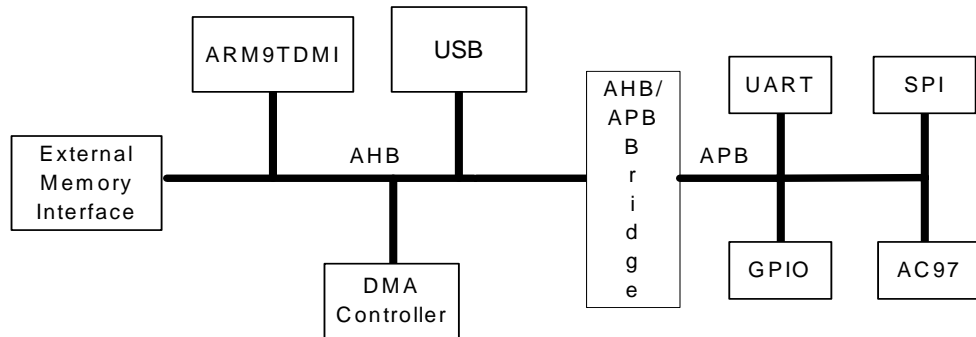 ARM9TDMI
USB
External
Memory
Interface
AHB
DMA
Controller
AHB/
APB
B
r
i
d
g
e
APB
UART
SPI
GPIO
AC97